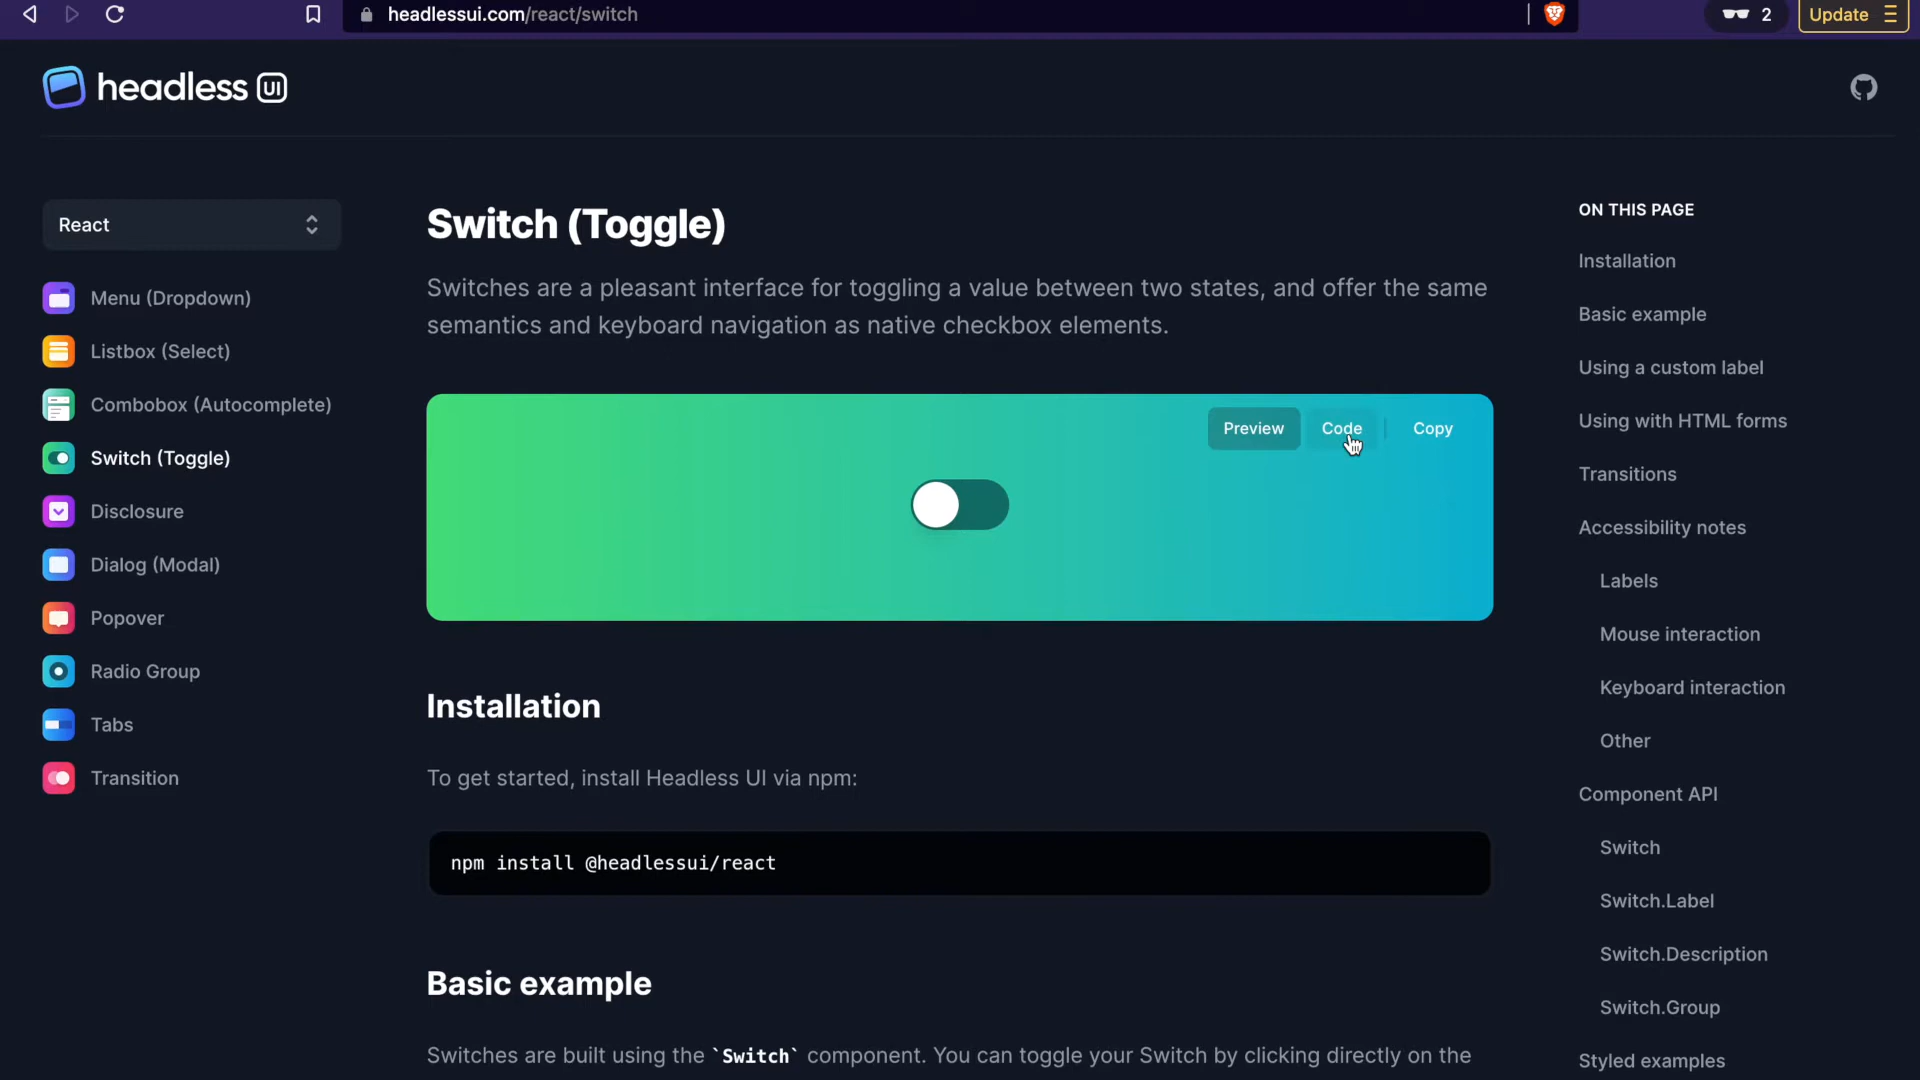 headlessui.com/react/switch
2
Update
headless UI
React
Menu (Dropdown)
Listbox (Select)
Combobox (Autocomplete)
Switch (Toggle)
Disclosure
Dialog (Modal)
Popover
Radio Group
Tabs
Transition
Switch (Toggle)
Switches are a pleasant interface for toggling a value between two states, and offer the same
semantics and keyboard navigation as native checkbox elements.
Preview
Code
Copy
Installation
To get started, install Headless UI via npm:
npm install @headlessui/react
Basic example
Switches are built using the `Switch` component. You can toggle your Switch by clicking directly on the
ON THIS PAGE
Installation
Basic example
Using a custom label
Using with HTML forms
Transitions
Accessibility notes
Labels
Mouse interaction
Keyboard interaction
Other
Component API
Switch
Switch.Label
Switch.Description
Switch.Group
Styled examples